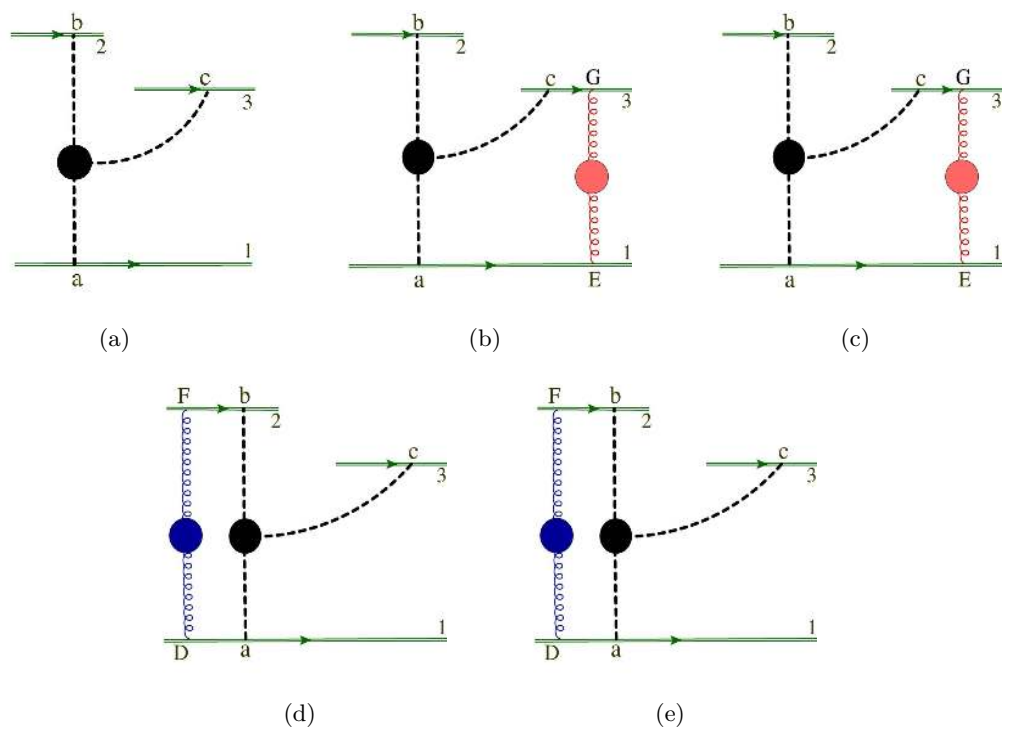 b b b
2 2 2
c c G c G
3 3 3
1 1 1
a a E a E
(a) (b) (c)
F b F b
2 2
c c
3 3
1 1
D a D a
(d) (e)